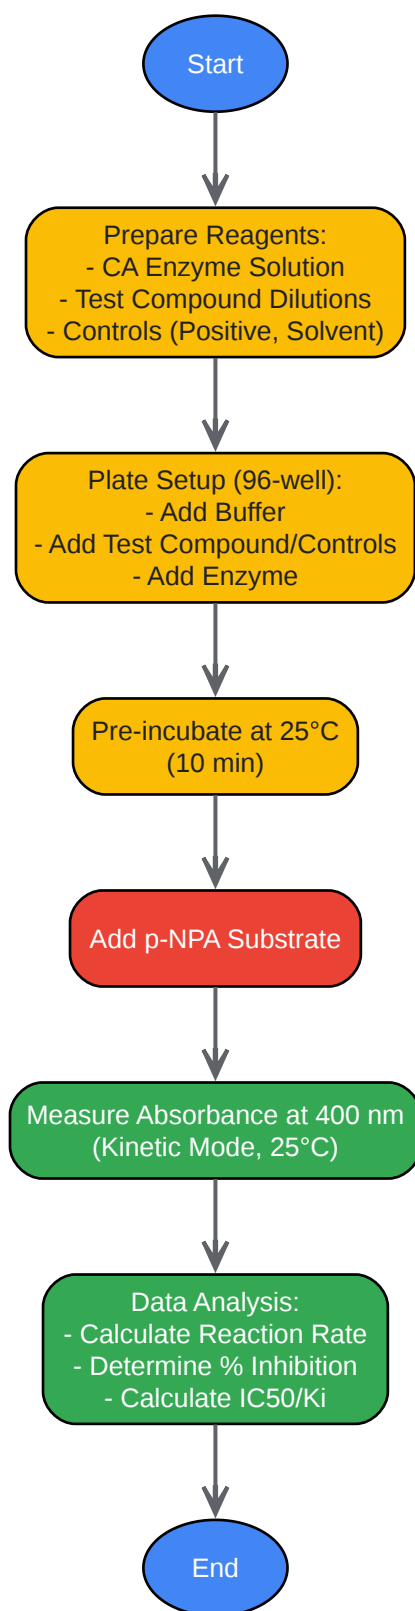 Start
Prepare Reagents:
- CA Enzyme Solution
- Test Compound Dilutions
- Controls (Positive, Solvent)
Plate Setup (96-well):
- Add Buffer
- Add Test Compound/Controls
- Add Enzyme
Pre-incubate at 25°C
(10 min)
Add p-NPA Substrate
Measure Absorbance at 400 nm
(Kinetic Mode, 25°C)
Data Analysis:
- Calculate Reaction Rate
- Determine % Inhibition
- Calculate IC50/Ki
End